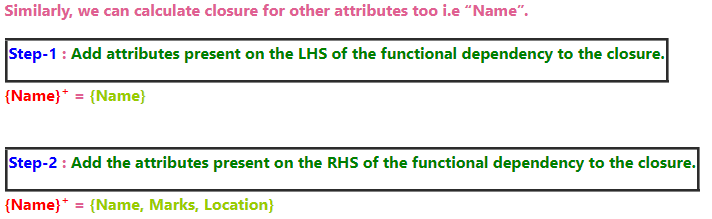 Similarly, we can calculate closure for other attributes too i.e “Name”.
Step-1 : Add attributes present on the LHS of the functional dependency to the closure.
{Name}⁺ = {Name}
Step-2 : Add the attributes present on the RHS of the functional dependency to the closure.
{Name}⁺ = {Name, Marks, Location}